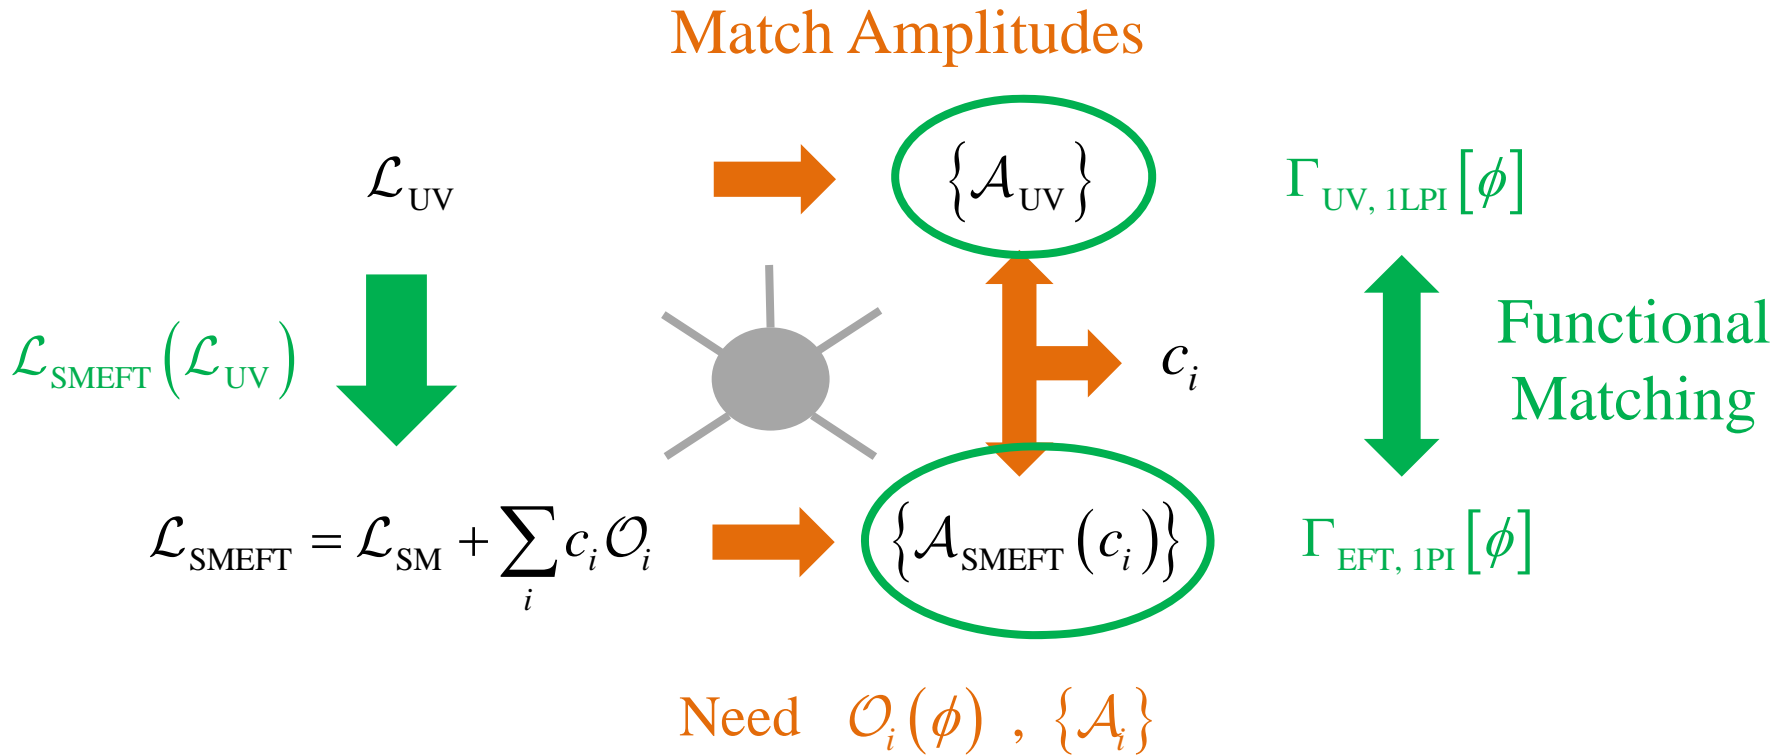 Match Amplitudes
ℒ_UV {𝒜_UV} Γ_UV, 1LPI [ϕ]
ℒ_SMEFT (ℒ_UV) c_i Functional
Matching
ℒ_SMEFT = ℒ_SM + ∑_i c_i 𝒪_i {𝒜_SMEFT (c_i)} Γ_EFT, 1PI [ϕ]
Need 𝒪_i (ϕ) , {𝒜_i}